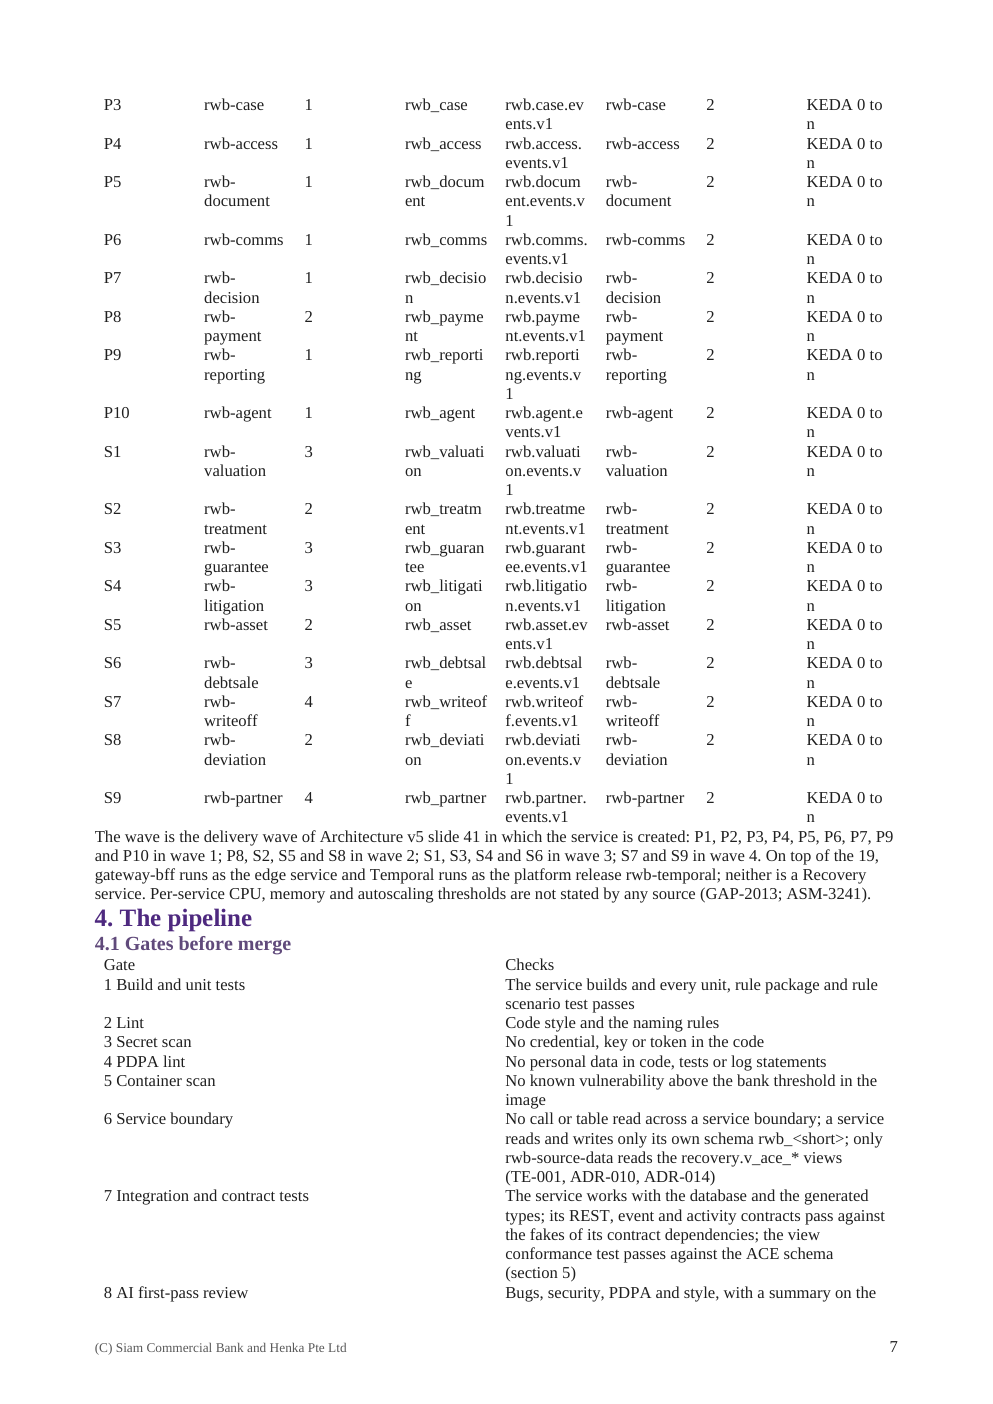 P3 rwb-case 1 rwb_case rwb.case.ev rwb-case 2 KEDA 0 to
ents.v1 n
P4 rwb-access 1 rwb_access rwb.access. rwb-access 2 KEDA 0 to
events.v1 n
P5 rwb- 1 rwb_docum rwb.docum rwb- 2 KEDA 0 to
document ent ent.events.v document n
1
P6 rwb-comms 1 rwb_comms rwb.comms. rwb-comms 2 KEDA 0 to
events.v1 n
P7 rwb- 1 rwb_decisio rwb.decisio rwb- 2 KEDA 0 to
decision n n.events.v1 decision n
P8 rwb- 2 rwb_payme rwb.payme rwb- 2 KEDA 0 to
payment nt nt.events.v1 payment n
P9 rwb- 1 rwb_reporti rwb.reporti rwb- 2 KEDA 0 to
reporting ng ng.events.v reporting n
1
P10 rwb-agent 1 rwb_agent rwb.agent.e rwb-agent 2 KEDA 0 to
vents.v1 n
S1 rwb- 3 rwb_valuati rwb.valuati rwb- 2 KEDA 0 to
valuation on on.events.v valuation n
1
S2 rwb- 2 rwb_treatm rwb.treatme rwb- 2 KEDA 0 to
treatment ent nt.events.v1 treatment n
S3 rwb- 3 rwb_guaran rwb.guarant rwb- 2 KEDA 0 to
guarantee tee ee.events.v1 guarantee n
S4 rwb- 3 rwb_litigati rwb.litigatio rwb- 2 KEDA 0 to
litigation on n.events.v1 litigation n
S5 rwb-asset 2 rwb_asset rwb.asset.ev rwb-asset 2 KEDA 0 to
ents.v1 n
S6 rwb- 3 rwb_debtsal rwb.debtsal rwb- 2 KEDA 0 to
debtsale e e.events.v1 debtsale n
S7 rwb- 4 rwb_writeof rwb.writeof rwb- 2 KEDA 0 to
writeoff f f.events.v1 writeoff n
S8 rwb- 2 rwb_deviati rwb.deviati rwb- 2 KEDA 0 to
deviation on on.events.v deviation n
1
S9 rwb-partner 4 rwb_partner rwb.partner. rwb-partner 2 KEDA 0 to
events.v1 n
The wave is the delivery wave of Architecture v5 slide 41 in which the service is created: P1, P2, P3, P4, P5, P6, P7, P9
and P10 in wave 1; P8, S2, S5 and S8 in wave 2; S1, S3, S4 and S6 in wave 3; S7 and S9 in wave 4. On top of the 19,
gateway-bff runs as the edge service and Temporal runs as the platform release rwb-temporal; neither is a Recovery
service. Per-service CPU, memory and autoscaling thresholds are not stated by any source (GAP-2013; ASM-3241).
4. The pipeline
4.1 Gates before merge
Gate Checks
1 Build and unit tests The service builds and every unit, rule package and rule
scenario test passes
2 Lint Code style and the naming rules
3 Secret scan No credential, key or token in the code
4 PDPA lint No personal data in code, tests or log statements
5 Container scan No known vulnerability above the bank threshold in the
image
6 Service boundary No call or table read across a service boundary; a service
reads and writes only its own schema rwb_<short>; only
rwb-source-data reads the recovery.v_ace_* views
(TE-001, ADR-010, ADR-014)
7 Integration and contract tests The service works with the database and the generated
types; its REST, event and activity contracts pass against
the fakes of its contract dependencies; the view
conformance test passes against the ACE schema
(section 5)
8 AI first-pass review Bugs, security, PDPA and style, with a summary on the
(C) Siam Commercial Bank and Henka Pte Ltd 7